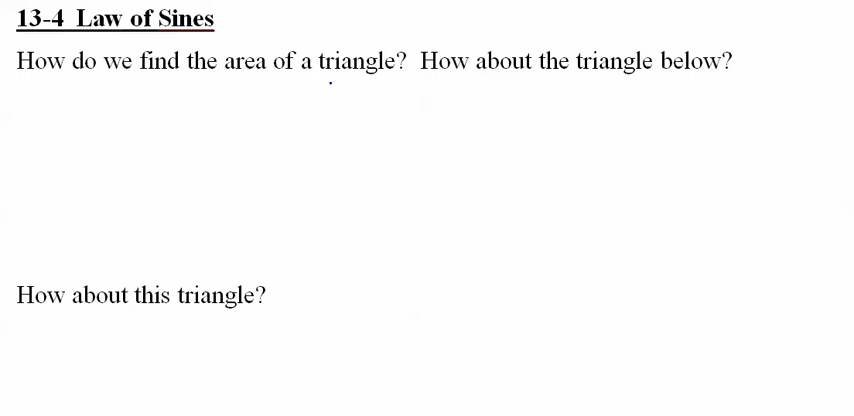 13-4 Law of Sines
How do we find the area of a triangle? How about the triangle below?
How about this triangle?